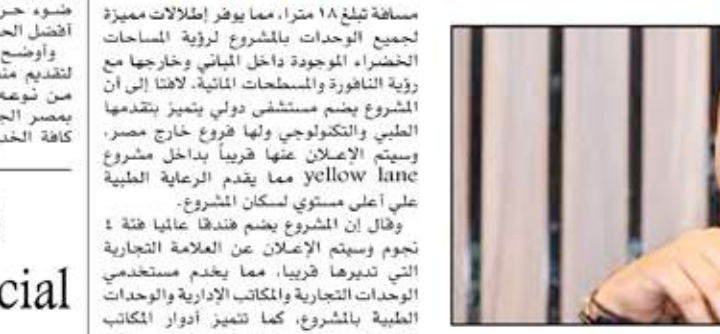 مسافة تبلغ ١٨ مترا، مما يوفر إطلالات مميزة
لجميع الوحدات بالمشروع لرؤية المساحات
الخضراء الموجودة داخل المباني وخارجها مع
رؤية النافورة والمسطحات المائية، لافتا إلى أن
المشروع يضم مستشفى دولي يتميز بتقدمها
الطبي والتكنولوجي ولها فروع خارج مصر،
وسيتم الإعلان عنها قريباً بداخل مشروع
yellow lane مما يقدم الرعاية الطبية
علي أعلى مستوي لسكان المشروع.
وقال إن المشروع يضم فندقا عالميا فئة ٤
نجوم وسيتم الإعلان عن العلامة التجارية
التي تديرها قريبا، مما يخدم مستخدمي
الوحدات التجارية والمكاتب الإدارية والوحدات
الطبية بالمشروع، كما تتميز أدوار المكاتب
ضوء حر
أفضل الح
وأوضح
لتقديم من
من نوعه
بمصر الج
كافة الخد
cial